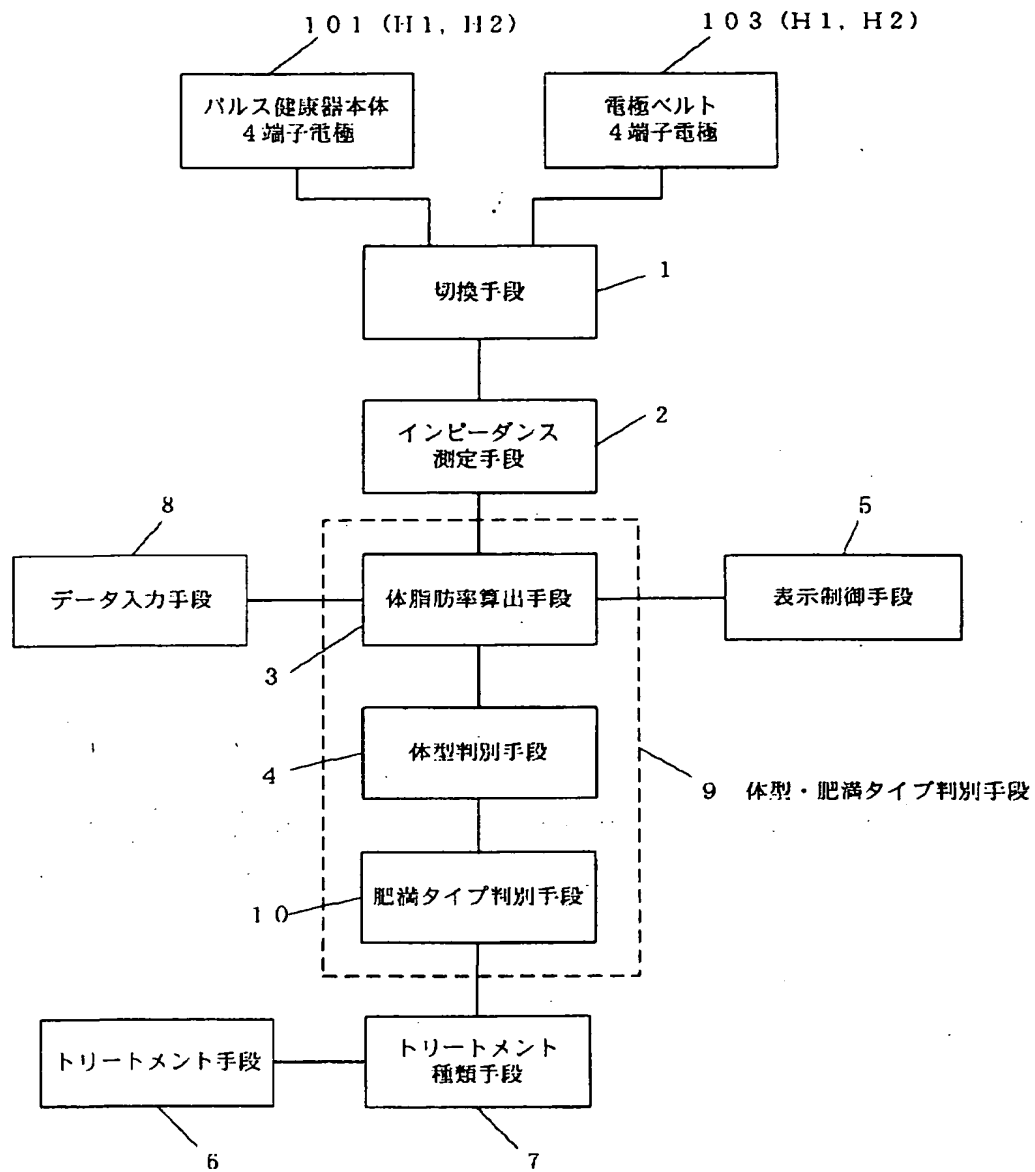 １０１（Ｈ１，Ｈ２）
１０３（Ｈ１，Ｈ２）
パルス健康器本体
４端子電極
電極ベルト
４端子電極
切換手段
１
インピーダンス
測定手段
２
８
５
データ入力手段
体脂肪率算出手段
表示制御手段
３
体型判別手段
４
９　体型・肥満タイプ判別手段
肥満タイプ判別手段
１０
トリートメント手段
トリートメント
種類手段
６
７